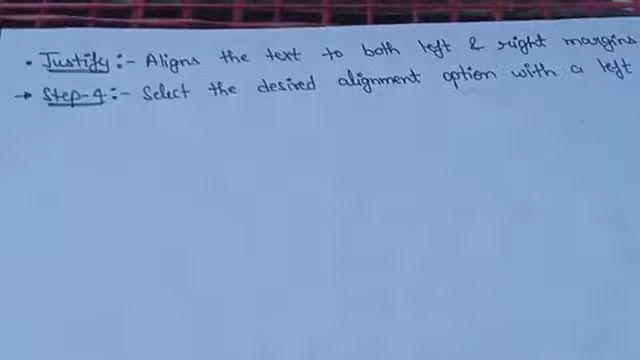 • Justify :- Aligns the text to both left & right margins
→ Step-4 :- Select the desired alignment option with a left